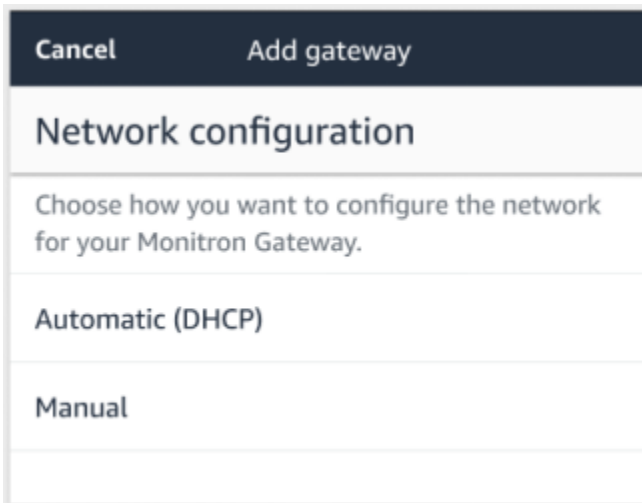 Cancel Add gateway
Network configuration
Choose how you want to configure the network
for your Monitron Gateway.
Automatic (DHCP)
Manual